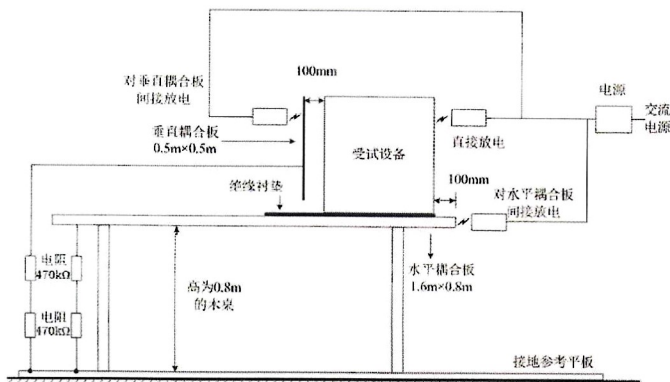 100mm
对垂直耦合板
间接放电
电源
交流
电源
垂直耦合板
0.5m×0.5m
受试设备
直接放电
绝缘衬垫
100mm
对水平耦合板
间接放电
电阻
470kΩ
高为0.8m
的木桌
水平耦合板
1.6m×0.8m
电阻
470kΩ
接地参考平板